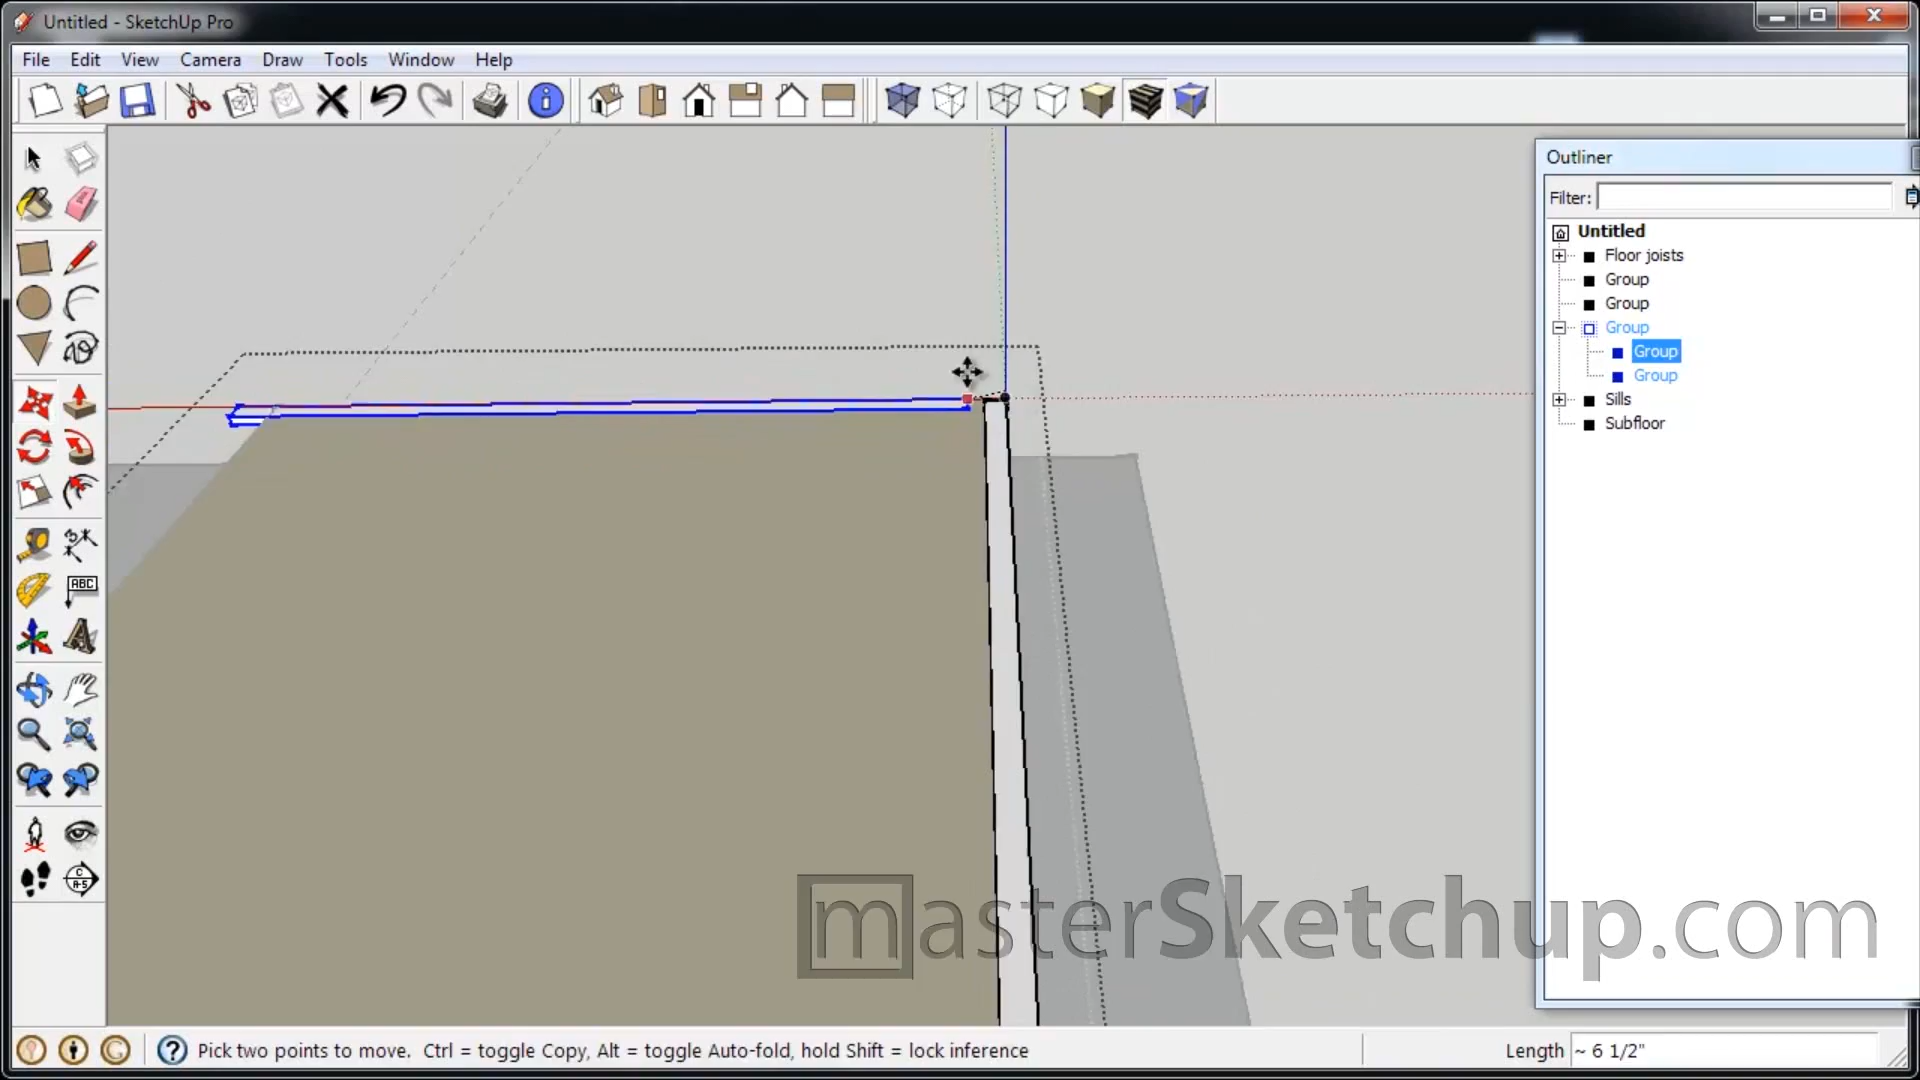 Untitled - SketchUp Pro
File Edit View Camera Draw Tools Window Help
Outliner
Filter:
Untitled
Floor joists
Group
Group
Group
Group
Group
Sills
Subfloor
ABC
A
C
A-5
masterSketchup.com
Pick two points to move. Ctrl = toggle Copy, Alt = toggle Auto-fold, hold Shift = lock inference
Length ~ 6 1/2"